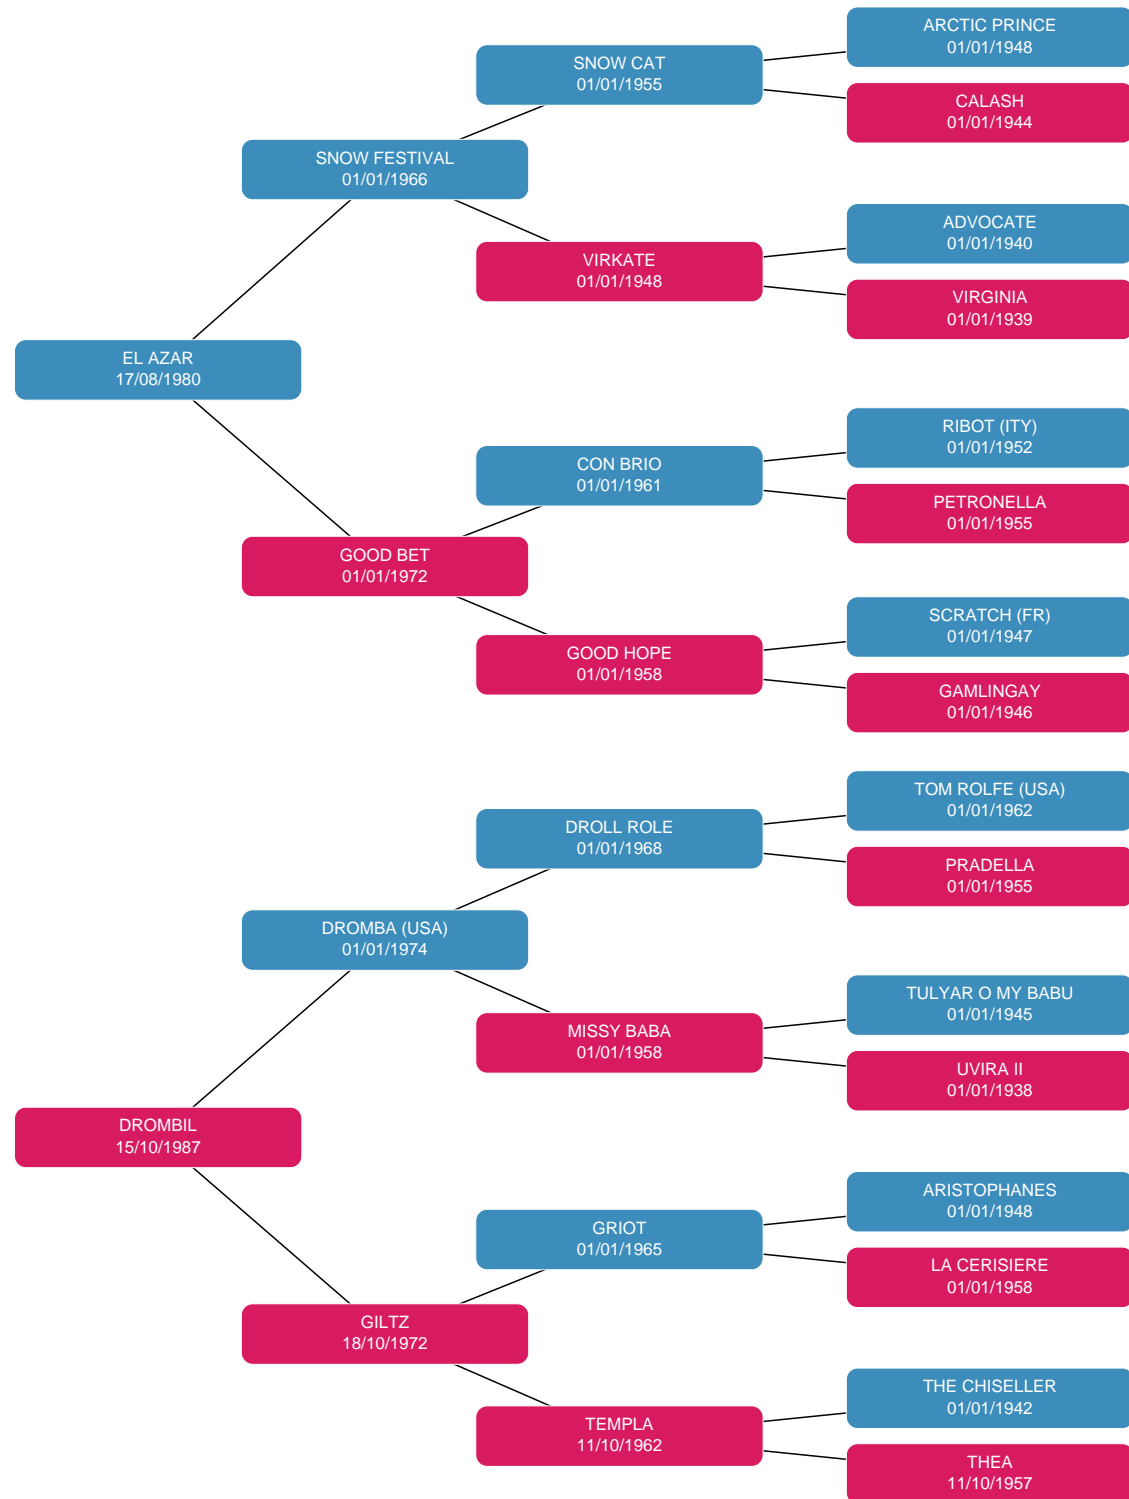 ARCTIC PRINCE
01/01/1948
SNOW CAT
01/01/1955
CALASH
01/01/1944
SNOW FESTIVAL
01/01/1966
ADVOCATE
01/01/1940
VIRKATE
01/01/1948
VIRGINIA
01/01/1939
EL AZAR
17/08/1980
RIBOT (ITY)
01/01/1952
CON BRIO
01/01/1961
PETRONELLA
01/01/1955
GOOD BET
01/01/1972
SCRATCH (FR)
01/01/1947
GOOD HOPE
01/01/1958
GAMLINGAY
01/01/1946
TOM ROLFE (USA)
01/01/1962
DROLL ROLE
01/01/1968
PRADELLA
01/01/1955
DROMBA (USA)
01/01/1974
TULYAR O MY BABU
01/01/1945
MISSY BABA
01/01/1958
UVIRA II
01/01/1938
DROMBIL
15/10/1987
ARISTOPHANES
01/01/1948
GRIOT
01/01/1965
LA CERISIERE
01/01/1958
GILTZ
18/10/1972
THE CHISELLER
01/01/1942
TEMPLA
11/10/1962
THEA
11/10/1957